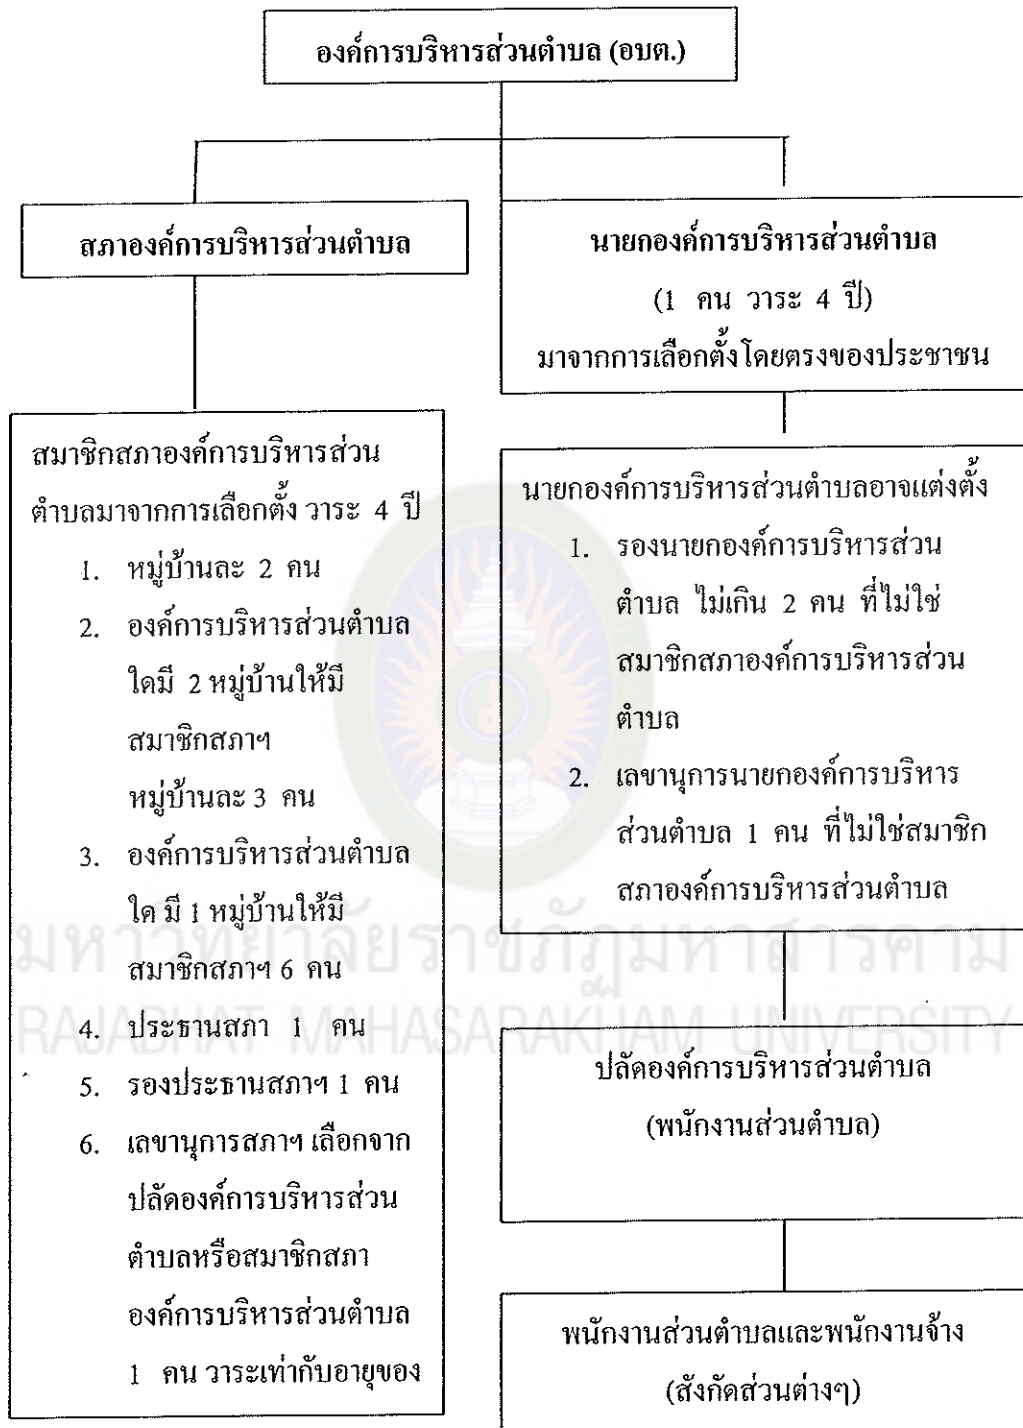 องค์การบริหารส่วนตำบล (อบต.)
สภาองค์การบริหารส่วนตำบล
นายกองค์การบริหารส่วนตำบล
(1 คน วาระ 4 ปี)
มาจากการเลือกตั้งโดยตรงของประชาชน
สมาชิกสภาองค์การบริหารส่วน
ตำบลมาจากการเลือกตั้ง วาระ 4 ปี
1. หมู่บ้านละ 2 คน
2. องค์การบริหารส่วนตำบล
ใดมี 2 หมู่บ้านให้มี
สมาชิกสภาฯ
หมู่บ้านละ 3 คน
3. องค์การบริหารส่วนตำบล
ใด มี 1 หมู่บ้านให้มี
สมาชิกสภาฯ 6 คน
4. ประธานสภา 1 คน
5. รองประธานสภาฯ 1 คน
6. เลขานุการสภาฯ เลือกจาก
ปลัดองค์การบริหารส่วน
ตำบลหรือสมาชิกสภา
องค์การบริหารส่วนตำบล
1 คน วาระเท่ากับอายุของ
นายกองค์การบริหารส่วนตำบลอาจแต่งตั้ง
1. รองนายกองค์การบริหารส่วน
ตำบล ไม่เกิน 2 คน ที่ไม่ใช่
สมาชิกสภาองค์การบริหารส่วน
ตำบล
2. เลขานุการนายกองค์การบริหาร
ส่วนตำบล 1 คน ที่ไม่ใช่สมาชิก
สภาองค์การบริหารส่วนตำบล
ปลัดองค์การบริหารส่วนตำบล
(พนักงานส่วนตำบล)
พนักงานส่วนตำบลและพนักงานจ้าง
(สังกัดส่วนต่างๆ)
มหาวิทยาลัยราชภัฏมหาสารคาม
RAJABHAT MAHASARAKHAM UNIVERSITY